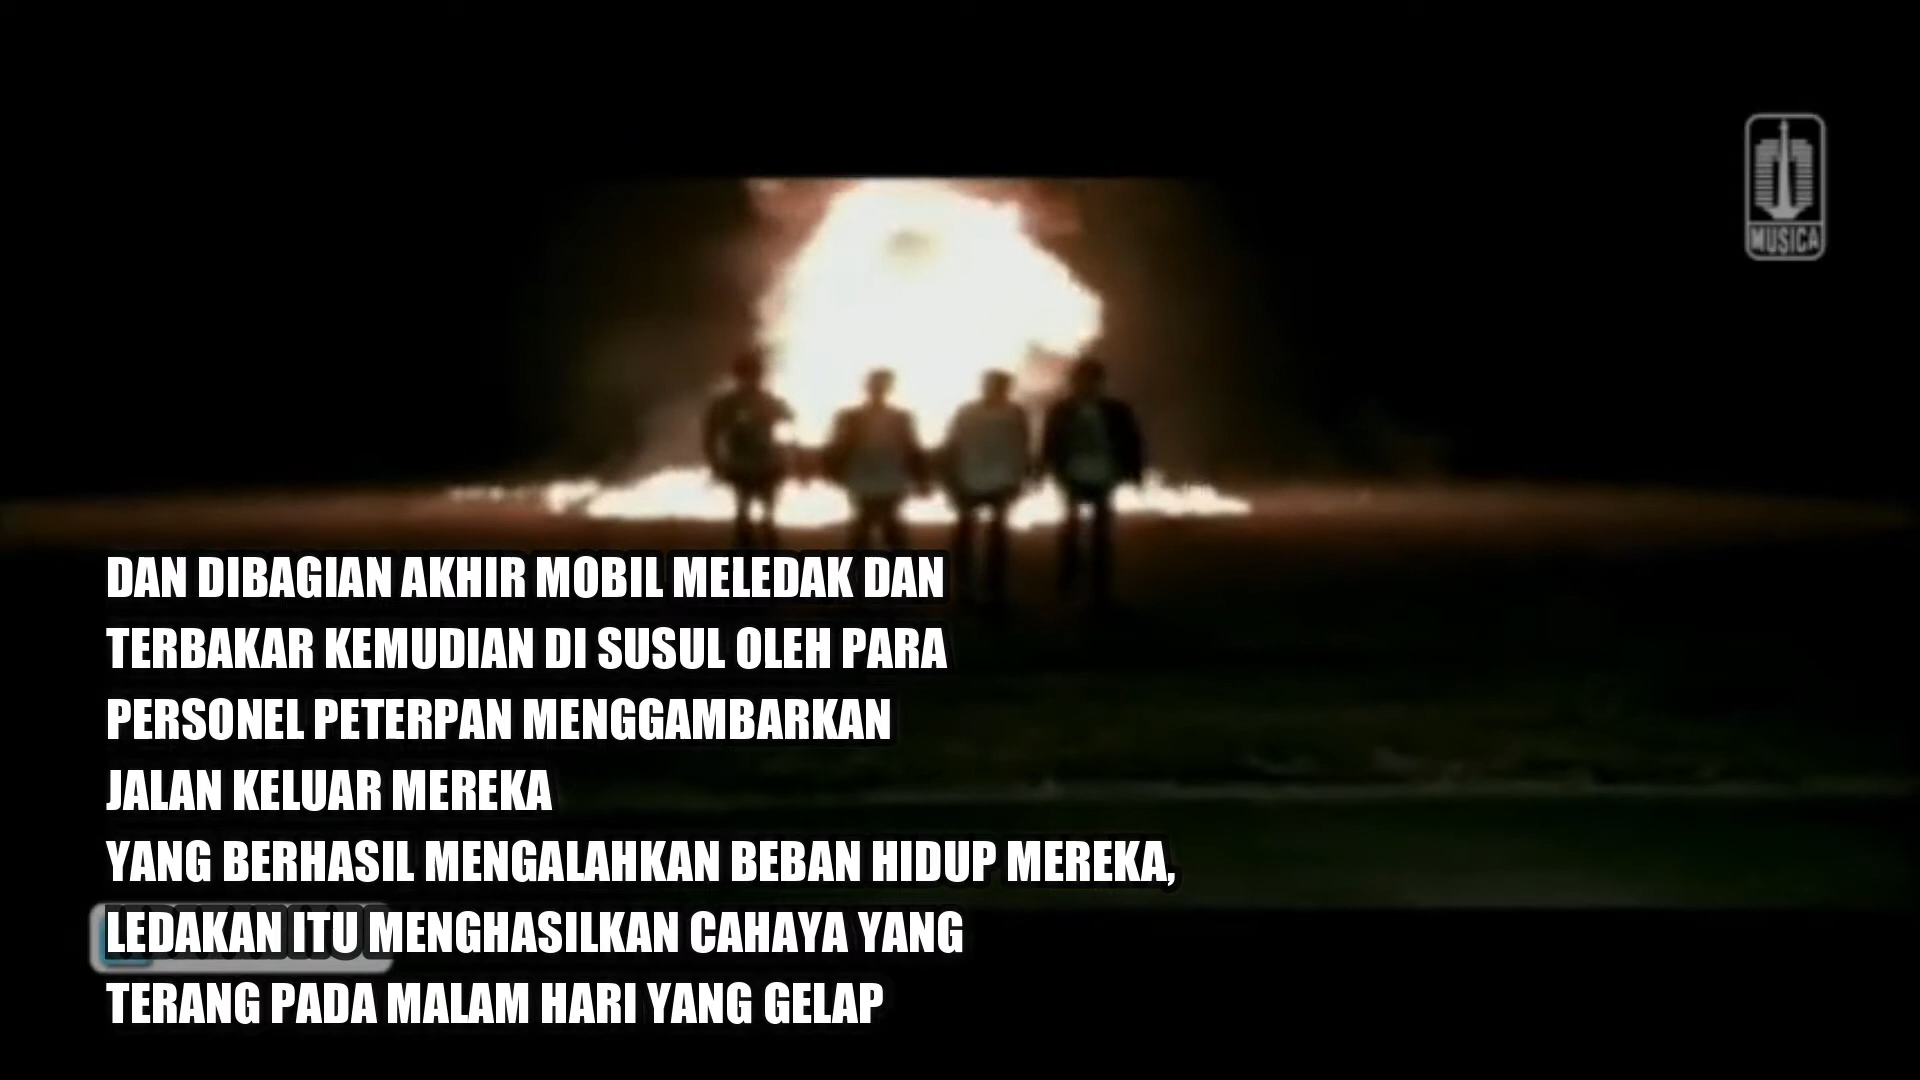 MUSICA
DAN DIBAGIAN AKHIR MOBIL MELEDAK DAN
TERBAKAR KEMUDIAN DI SUSUL OLEH PARA
PERSONEL PETERPAN MENGGAMBARKAN
JALAN KELUAR MEREKA
YANG BERHASIL MENGALAHKAN BEBAN HIDUP MEREKA,
LEDAKAN ITU MENGHASILKAN CAHAYA YANG
TERANG PADA MALAM HARI YANG GELAP